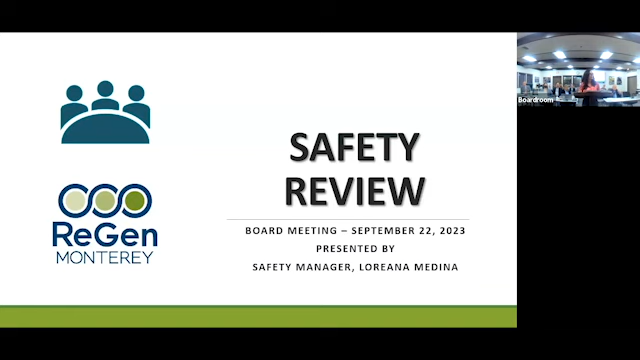 SAFETY
REVIEW
BOARD MEETING – SEPTEMBER 22, 2023
PRESENTED BY
SAFETY MANAGER, LOREANA MEDINA
ReGen
MONTEREY
Boardroom